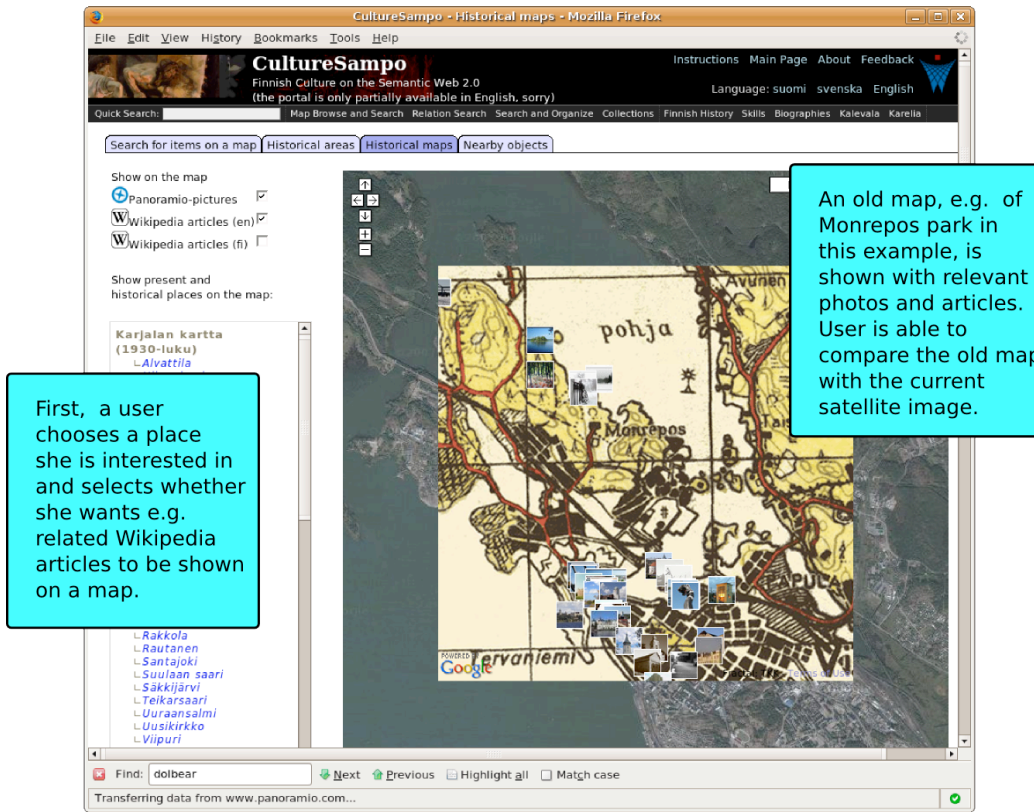 CultureSampo - Historical maps - Mozilla Firefox
File Edit View History Bookmarks Tools Help
CultureSampo
Finnish Culture on the Semantic Web 2.0
(the portal is only partially available in English, sorry)
Instructions Main Page About Feedback
Language: suomi svenska English
Quick Search: Map Browse and Search Relation Search Search and Organize Collections Finnish History Skills Biographies Kalevala Karelia
Search for items on a map Historical areas Historical maps Nearby objects
Show on the map
Panoramio-pictures
W Wikipedia articles (en)
W Wikipedia articles (fi)
Show present and
historical places on the map:
Karjalan kartta
(1930-luku)
Alvattila
First, a user
chooses a place
she is interested in
and selects whether
she wants e.g.
related Wikipedia
articles to be shown
on a map.
Rakkola
Rautanen
Santajoki
Suulaan saari
Säkkijärvi
Teikarsaari
Uuraansalmi
Uusikirkko
Viipuri
An old map, e.g. of
Monrepos park in
this example, is
shown with relevant
photos and articles.
User is able to
compare the old map
with the current
satellite image.
Avunen
pohja
Monrepos
PAPULA
Tervaniemi
POWERED
Google
Terms of Use
Find: dolbear Next Previous Highlight all Match case
Transferring data from www.panoramio.com...